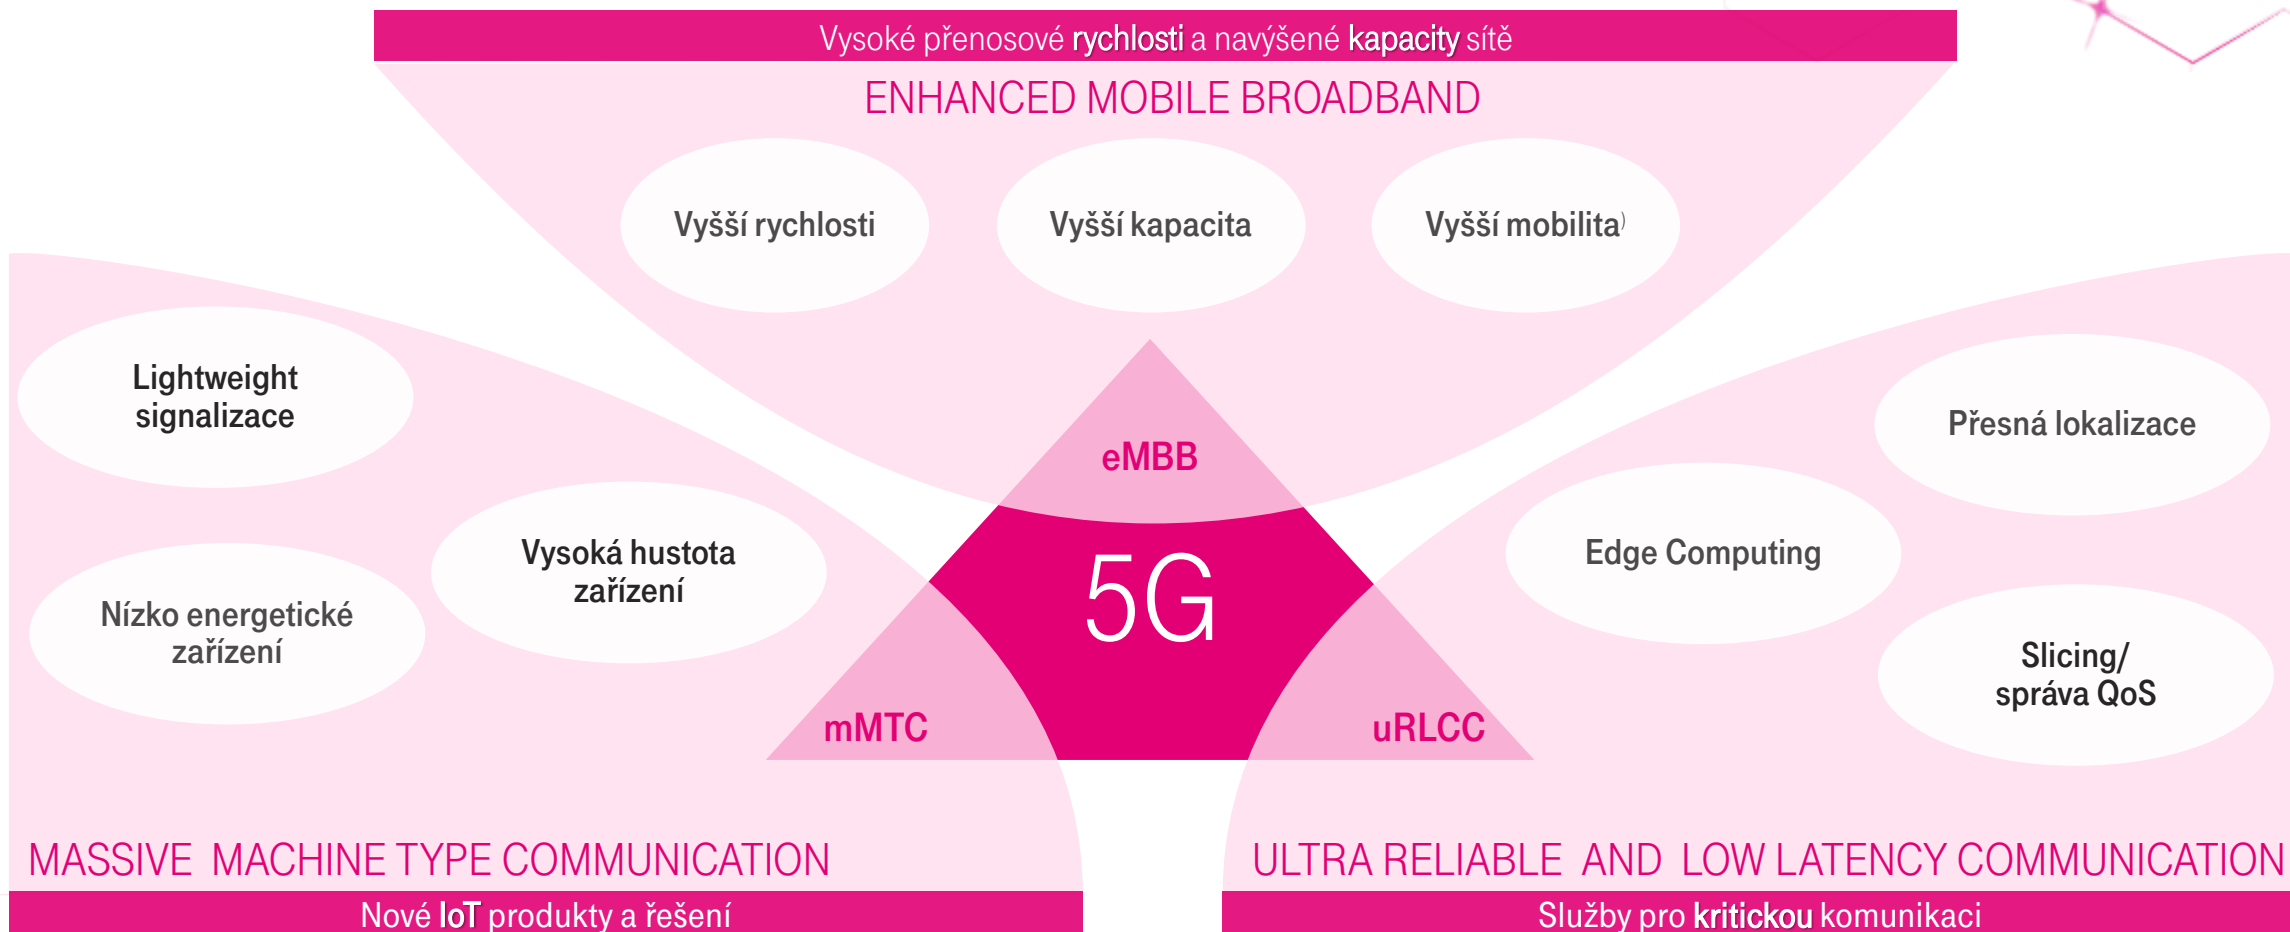 Vysoké přenosové rychlosti a navýšené kapacity sítě
ENHANCED MOBILE BROADBAND
Vyšší rychlosti
Vyšší kapacita
Vyšší mobilita)
Lightweight
signalizace
Vysoká hustota
zařízení
Nízko energetické
zařízení
eMBB
5G
mMTC
uRLCC
Přesná lokalizace
Edge Computing
Slicing/
správa QoS
MASSIVE MACHINE TYPE COMMUNICATION
Nové IoT produkty a řešení
ULTRA RELIABLE AND LOW LATENCY COMMUNICATION
Služby pro kritickou komunikaci